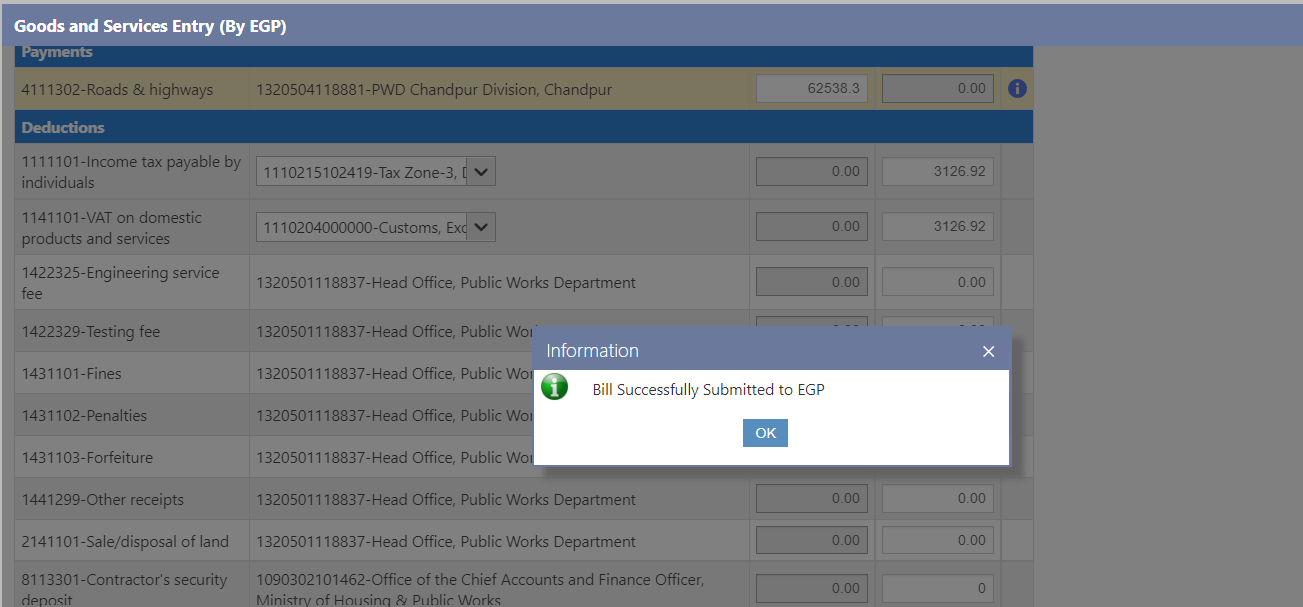 Goods and Services Entry (By EGP)
Payments
4111302-Roads & highways 1320504118881-PWD Chandpur Division, Chandpur 62538.3 0.00
Deductions
1111101-Income tax payable by
individuals
1110215102419-Tax Zone-3, 0.00 3126.92
1141101-VAT on domestic
products and services
1110204000000-Customs, Exc 0.00 3126.92
1422325-Engineering service
fee
1320501118837-Head Office, Public Works Department 0.00 0.00
1422329-Testing fee 1320501118837-Head Office, Public Wor
Information
1431101-Fines 1320501118837-Head Office, Public Wor
Bill Successfully Submitted to EGP
1431102-Penalties 1320501118837-Head Office, Public Wor
OK
1431103-Forfeiture 1320501118837-Head Office, Public Wor
1441299-Other receipts 1320501118837-Head Office, Public Works Department 0.00 0.00
2141101-Sale/disposal of land 1320501118837-Head Office, Public Works Department 0.00 0.00
8113301-Contractor's security
deposit
1090302101462-Office of the Chief Accounts and Finance Officer,
Ministry of Housing & Public Works
0.00 0